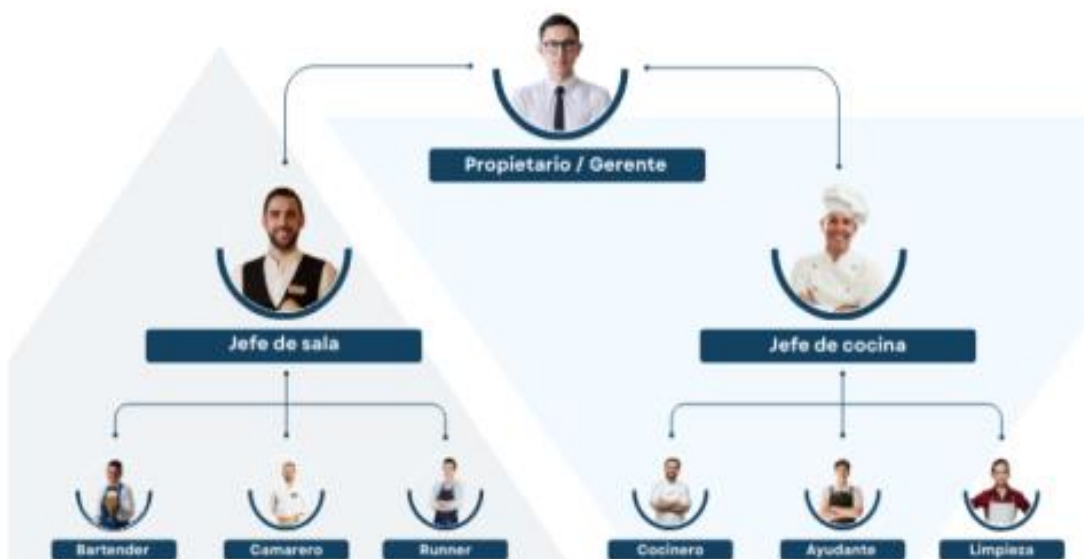 Propietario / Gerente
Jefe de sala
Jefe de cocina
Bartender
Camarero
Runner
Cocinero
Ayudante
Limpieza